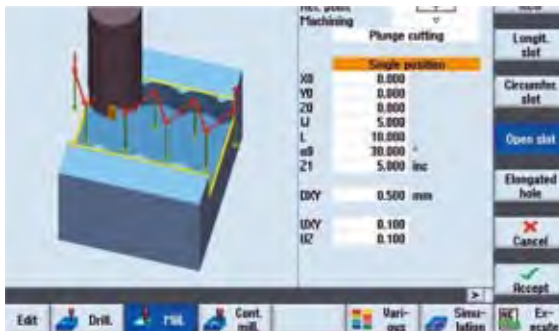 Machining ▽
Plunge cutting
Single position
X0 0.000
Y0 0.000
Z0 0.000
W 5.000
L 10.000
α0 30.000 °
Z1 5.000 inc
DXY 0.500 mm
UXY 0.100
UZ 0.100
Longit.
slot
Circumfer.
slot
Open slot
Elongated
hole
Cancel
Accept
Edit
Drill.
Mill.
Cont.
mill.
Vari-
ous
Simu-
lation